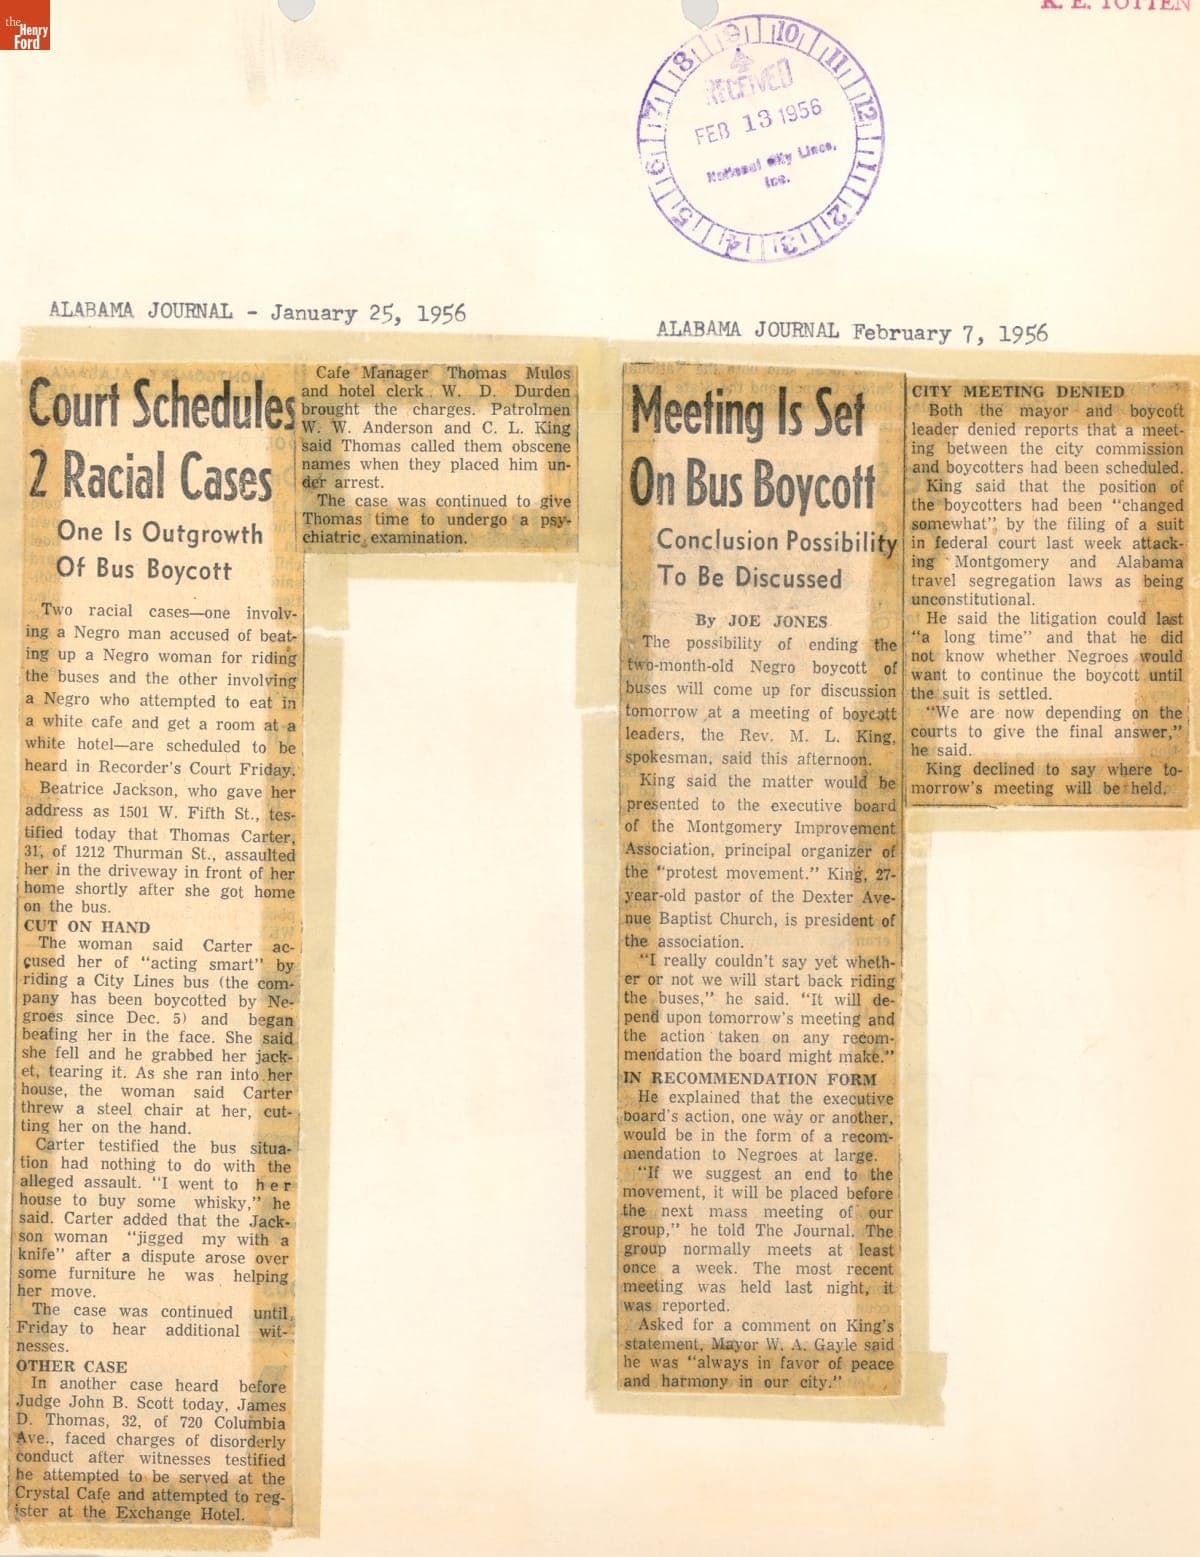 the
Henry
Ford
K. E. TOTTEN
8 9 10 11 12 1 2 3 4 5 6 7
RECEIVED
FEB 13 1956
National City Lines,
Inc.
ALABAMA JOURNAL - January 25, 1956
Court Schedules
2 Racial Cases
One Is Outgrowth
Of Bus Boycott
Two racial cases—one involv-
ing a Negro man accused of beat-
ing up a Negro woman for riding
the buses and the other involving
a Negro who attempted to eat in
a white cafe and get a room at a
white hotel—are scheduled to be
heard in Recorder's Court Friday.
Beatrice Jackson, who gave her
address as 1501 W. Fifth St., tes-
tified today that Thomas Carter,
31, of 1212 Thurman St., assaulted
her in the driveway in front of her
home shortly after she got home
on the bus.
CUT ON HAND
The woman said Carter ac-
cused her of "acting smart" by
riding a City Lines bus (the com-
pany has been boycotted by Ne-
groes since Dec. 5) and began
beating her in the face. She said
she fell and he grabbed her jack-
et, tearing it. As she ran into her
house, the woman said Carter
threw a steel chair at her, cut-
ting her on the hand.
Carter testified the bus situa-
tion had nothing to do with the
alleged assault. "I went to her
house to buy some whisky," he
said. Carter added that the Jack-
son woman "jigged my with a
knife" after a dispute arose over
some furniture he was helping
her move.
The case was continued until
Friday to hear additional wit-
nesses.
OTHER CASE
In another case heard before
Judge John B. Scott today, James
D. Thomas, 32, of 720 Columbia
Ave., faced charges of disorderly
conduct after witnesses testified
he attempted to be served at the
Crystal Cafe and attempted to reg-
ister at the Exchange Hotel.
Cafe Manager Thomas Mulos
and hotel clerk W. D. Durden
brought the charges. Patrolmen
W. W. Anderson and C. L. King
said Thomas called them obscene
names when they placed him un-
der arrest.
The case was continued to give
Thomas time to undergo a psy-
chiatric examination.
ALABAMA JOURNAL February 7, 1956
Meeting Is Set
On Bus Boycott
Conclusion Possibility
To Be Discussed
By JOE JONES
The possibility of ending the
two-month-old Negro boycott of
buses will come up for discussion
tomorrow at a meeting of boycott
leaders, the Rev. M. L. King,
spokesman, said this afternoon.
King said the matter would be
presented to the executive board
of the Montgomery Improvement
Association, principal organizer of
the "protest movement." King, 27-
year-old pastor of the Dexter Ave-
nue Baptist Church, is president of
the association.
"I really couldn't say yet wheth-
er or not we will start back riding
the buses," he said. "It will de-
pend upon tomorrow's meeting and
the action taken on any recom-
mendation the board might make."
IN RECOMMENDATION FORM
He explained that the executive
board's action, one way or another,
would be in the form of a recom-
mendation to Negroes at large.
"If we suggest an end to the
movement, it will be placed before
the next mass meeting of our
group," he told The Journal. The
group normally meets at least
once a week. The most recent
meeting was held last night, it
was reported.
Asked for a comment on King's
statement, Mayor W. A. Gayle said
he was "always in favor of peace
and harmony in our city."
CITY MEETING DENIED
Both the mayor and boycott
leader denied reports that a meet-
ing between the city commission
and boycotters had been scheduled.
King said that the position of
the boycotters had been "changed
somewhat" by the filing of a suit
in federal court last week attack-
ing Montgomery and Alabama
travel segregation laws as being
unconstitutional.
He said the litigation could last
"a long time" and that he did
not know whether Negroes would
want to continue the boycott until
the suit is settled.
"We are now depending on the
courts to give the final answer,"
he said.
King declined to say where to-
morrow's meeting will be held.